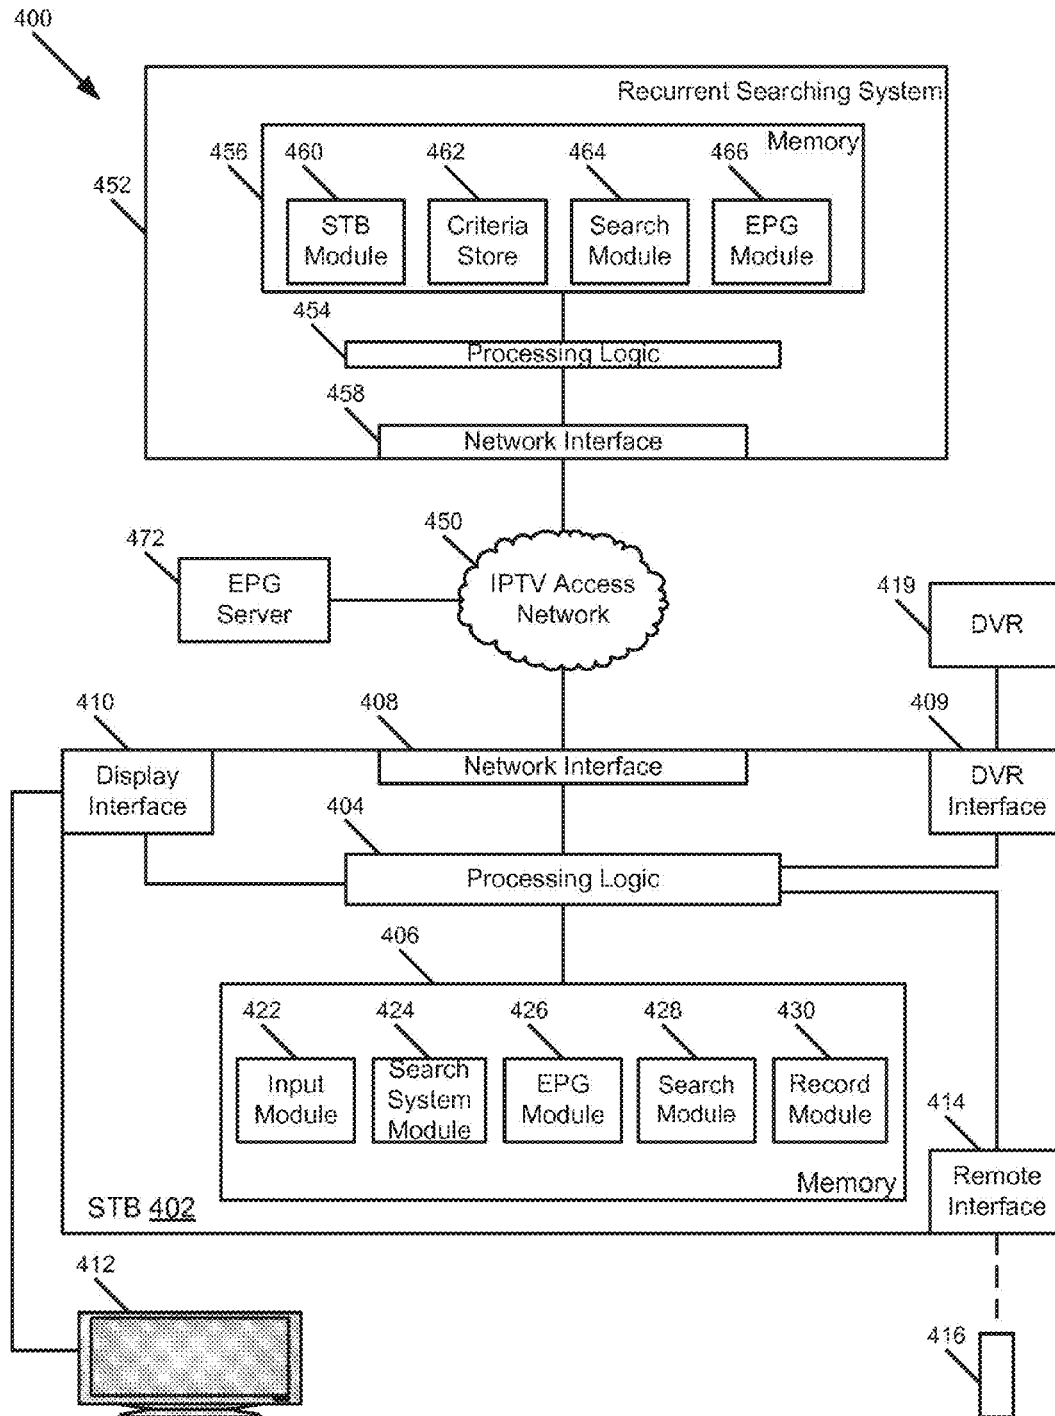 400
Recurrent Searching System
Memory
456
460
462
464
466
452
STB
Module
Criteria
Store
Search
Module
EPG
Module
454
Processing Logic
458
Network Interface
450
472
IPTV Access
Network
EPG
Server
419
DVR
410
408
409
Display
Interface
Network Interface
DVR
Interface
404
Processing Logic
406
422
424
426
428
430
Input
Module
Search
System
Module
EPG
Module
Search
Module
Record
Module
414
Memory
Remote
Interface
STB 402
412
416